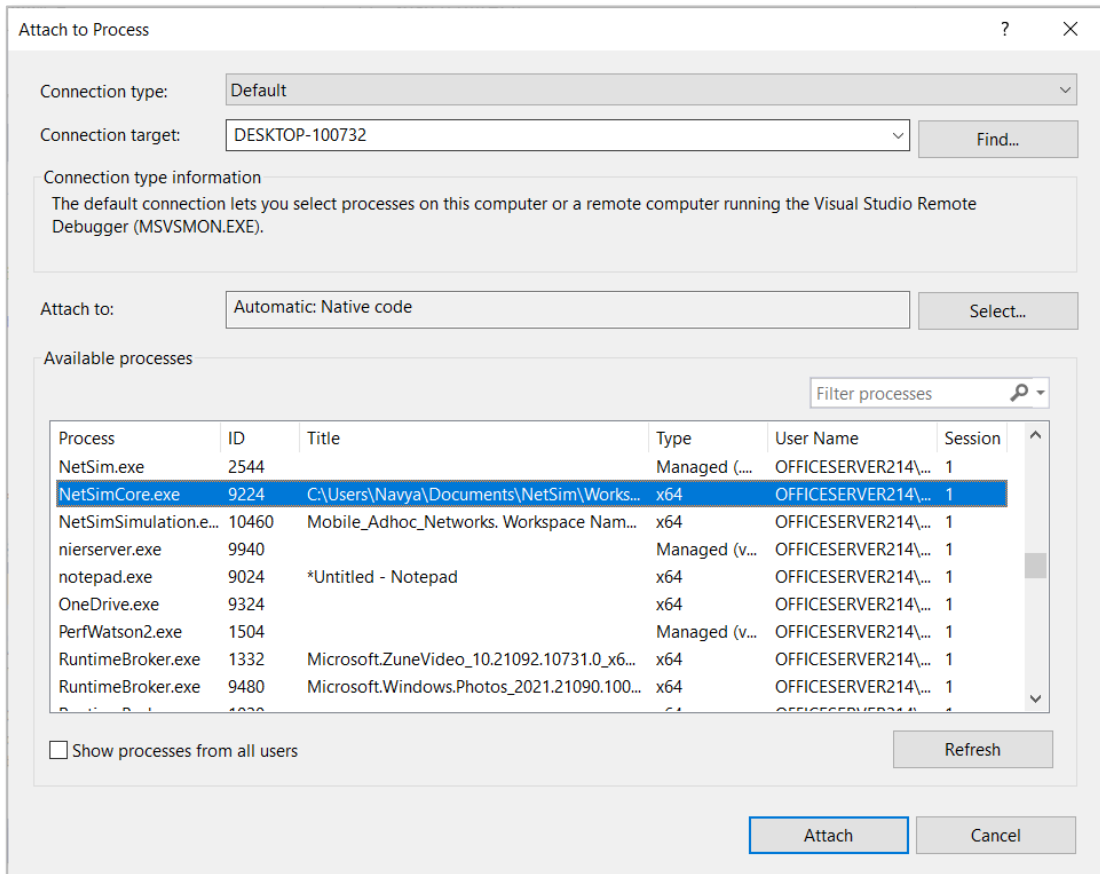 Attach to Process ?
Connection type: Default
Connection target: DESKTOP-100732 Find...
Connection type information
The default connection lets you select processes on this computer or a remote computer running the Visual Studio Remote
Debugger (MSVSMON.EXE).
Attach to: Automatic: Native code Select...
Available processes
Filter processes
Process ID Title Type User Name Session
NetSim.exe 2544 Managed (.... OFFICESERVER214\... 1
NetSimCore.exe 9224 C:\Users\Navya\Documents\NetSim\Works... x64 OFFICESERVER214\... 1
NetSimSimulation.e... 10460 Mobile_Adhoc_Networks. Workspace Nam... x64 OFFICESERVER214\... 1
nierserver.exe 9940 Managed (v... OFFICESERVER214\... 1
notepad.exe 9024 *Untitled - Notepad x64 OFFICESERVER214\... 1
OneDrive.exe 9324 x64 OFFICESERVER214\... 1
PerfWatson2.exe 1504 Managed (v... OFFICESERVER214\... 1
RuntimeBroker.exe 1332 Microsoft.ZuneVideo_10.21092.10731.0_x6... x64 OFFICESERVER214\... 1
RuntimeBroker.exe 9480 Microsoft.Windows.Photos_2021.21090.100... x64 OFFICESERVER214\... 1
Show processes from all users Refresh
Attach Cancel